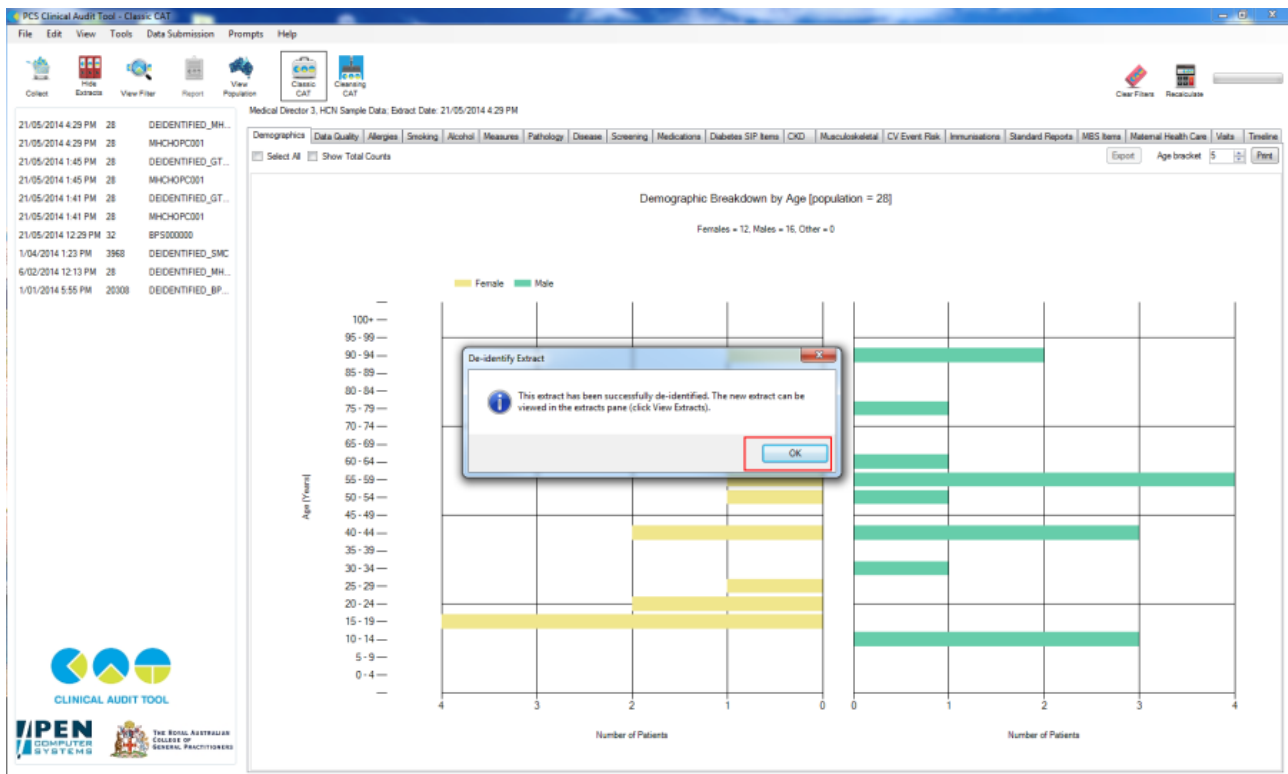 PCS Clinical Audit Tool - Classic CAT
File Edit View Tools Data Submission Prompts Help
Collect
Hide Extracts
View Filter
Report
View Population
Classic CAT
Cleansing CAT
Clear Filters
Recalculate
Medical Director 3, HCN Sample Data; Extract Date: 21/05/2014 4:29 PM
Demographics Data Quality Allergies Smoking Alcohol Measures Pathology Disease Screening Medications Diabetes SIP Items CKD Musculoskeletal CV Event Risk Immunisations Standard Reports MBS Items Maternal Health Care Visits Timeline
Select All Show Total Counts Export Age bracket 5 Print
21/05/2014 4:29 PM 28 DEIDENTIFIED_MH...
21/05/2014 4:29 PM 28 MHCHOPC001
21/05/2014 1:45 PM 28 DEIDENTIFIED_GT...
21/05/2014 1:45 PM 28 MHCHOPC001
21/05/2014 1:41 PM 28 DEIDENTIFIED_GT...
21/05/2014 1:41 PM 28 MHCHOPC001
21/05/2014 12:29 PM 32 BPS000000
1/04/2014 1:23 PM 3968 DEIDENTIFIED_SMC
6/02/2014 12:13 PM 28 DEIDENTIFIED_MH...
1/01/2014 5:55 PM 20308 DEIDENTIFIED_BP...
Demographic Breakdown by Age [population = 28]
Females = 12, Males = 16, Other = 0
Female Male
100+
95 - 99
90 - 94
85 - 89
80 - 84
75 - 79
70 - 74
65 - 69
60 - 64
55 - 59
50 - 54
45 - 49
40 - 44
35 - 39
30 - 34
25 - 29
20 - 24
15 - 19
10 - 14
5 - 9
0 - 4
Age [Years]
4 3 2 1 0 0 1 2 3 4
Number of Patients Number of Patients
De-identify Extract
This extract has been successfully de-identified. The new extract can be
viewed in the extracts pane (click View Extracts).
OK
CLINICAL AUDIT TOOL
PEN
COMPUTER
SYSTEMS
THE ROYAL AUSTRALIAN
COLLEGE OF
GENERAL PRACTITIONERS